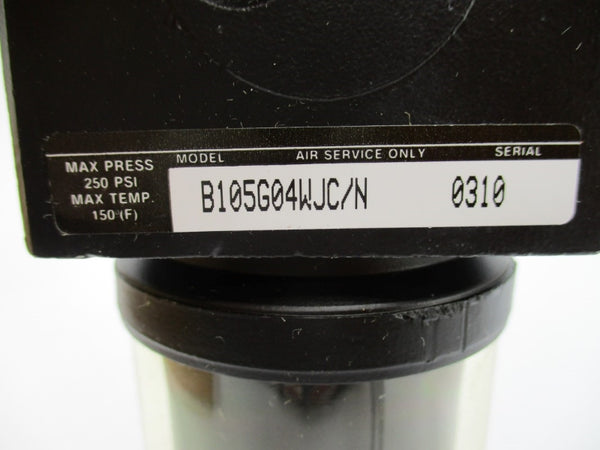 MAX PRESS
250 PSI
MAX TEMP.
150 (F)
MODEL AIR SERVICE ONLY SERIAL
B105G04WJC/N 0310